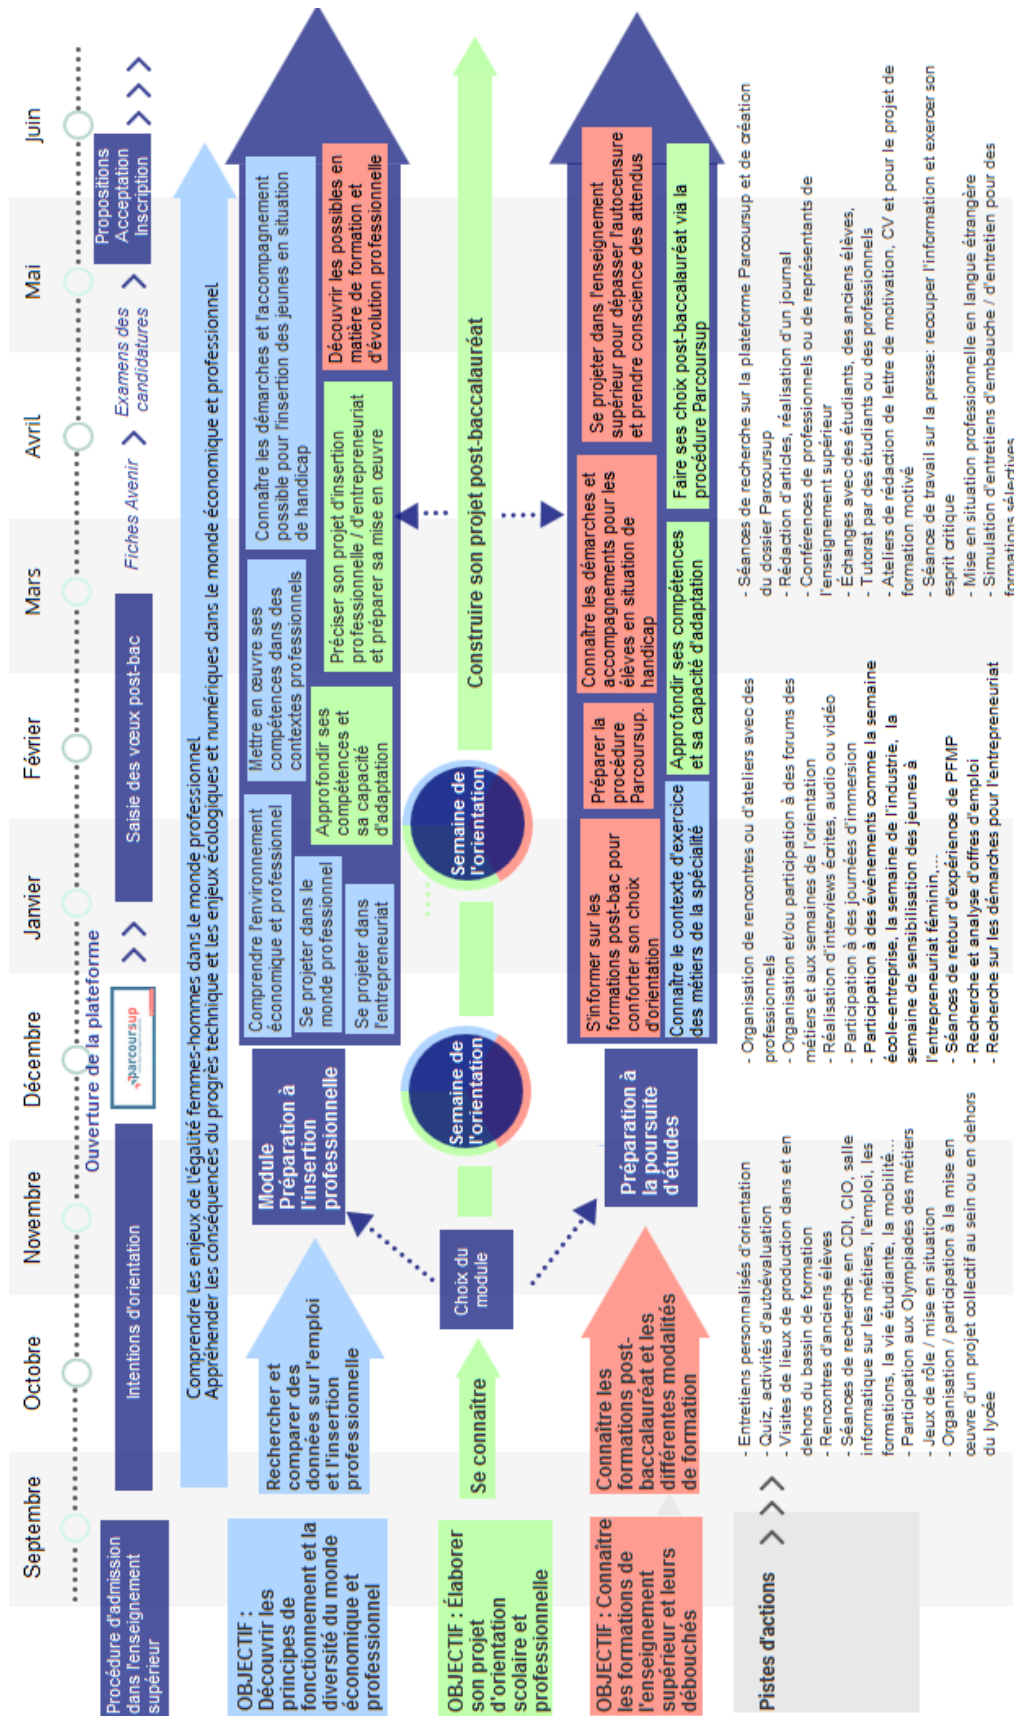 Septembre
Octobre
Novembre
Décembre
Janvier
Février
Mars
Avril
Mai
Juin
Ouverture de la plateforme
Procédure d'admission
dans l'enseignement
supérieur
Intentions d'orientation
parcoursup
Saisie des vœux post-bac
Fiches Avenir
Examens des
candidatures
Propositions
Acceptation
Inscription
Comprendre les enjeux de l'égalité femmes-hommes dans le monde professionnel
Appréhender les conséquences du progrès technique et les enjeux écologiques et numériques dans le monde économique et professionnel
OBJECTIF :
Découvrir les
principes de
fonctionnement et la
diversité du monde
économique et
professionnel
Rechercher et
comparer des
données sur l'emploi
et l'insertion
professionnelle
Module
Préparation à
l'insertion
professionnelle
Comprendre l'environnement
économique et professionnel
Se projeter dans le
monde professionnel
Se projeter dans
l'entrepreneuriat
Mettre en œuvre ses
compétences dans des
contextes professionnels
Approfondir ses
compétences et
sa capacité
d'adaptation
Connaître les démarches et l'accompagnement
possible pour l'insertion des jeunes en situation
de handicap
Préciser son projet d'insertion
professionnelle / d'entrepreneuriat
et préparer sa mise en œuvre
Découvrir les possibles en
matière de formation et
d'évolution professionnelle
OBJECTIF : Élaborer
son projet
d'orientation
scolaire et
professionnelle
Se connaître
Choix du
module
Semaine de
l'orientation
Semaine de
l'orientation
Construire son projet post-baccalauréat
OBJECTIF : Connaître
les formations de
l'enseignement
supérieur et leurs
débouchés
Connaître les
formations post-
baccalauréat et les
différentes modalités
de formation
Préparation à
la poursuite
d'études
S'informer sur les
formations post-bac pour
conforter son choix
d'orientation
Connaître le contexte d'exercice
des métiers de la spécialité
Préparer la
procédure
Parcoursup.
Connaître les démarches et
accompagnements pour les
élèves en situation de
handicap
Approfondir ses compétences
et sa capacité d'adaptation
Se projeter dans l'enseignement
supérieur pour dépasser l'autocensure
et prendre conscience des attendus
Faire ses choix post-baccalauréat via la
procédure Parcoursup
Pistes d'actions
- Entretiens personnalisés d'orientation
- Quiz, activités d'autoévaluation
- Visites de lieux de production dans et en
dehors du bassin de formation
- Rencontres d'anciens élèves
- Séances de recherche en CDI, CIO, salle
informatique sur les métiers, l'emploi, les
formations, la vie étudiante, la mobilité...
- Participation aux Olympiades des métiers
- Jeux de rôle / mise en situation
- Organisation / participation à la mise en
œuvre d'un projet collectif au sein ou en dehors
du lycée
- Organisation de rencontres ou d'ateliers avec des
professionnels
- Organisation et/ou participation à des forums des
métiers et aux semaines de l'orientation
- Réalisation d'interviews écrites, audio ou vidéo
- Participation à des journées d'immersion
- Participation à des événements comme la semaine
école-entreprise, la semaine de l'industrie, la
semaine de sensibilisation des jeunes à
l'entrepreneuriat féminin,...
- Séances de retour d'expérience de PFMP
- Recherche et analyse d'offres d'emploi
- Recherche sur les démarches pour l'entrepreneuriat
- Séances de recherche sur la plateforme Parcoursup et de création
du dossier Parcoursup
- Rédaction d'articles, réalisation d'un journal
- Conférences de professionnels ou de représentants de
l'enseignement supérieur
- Échanges avec des étudiants, des anciens élèves,
- Tutorat par des étudiants ou des professionnels
- Ateliers de rédaction de lettre de motivation, CV et pour le projet de
formation motivé
- Séance de travail sur la presse: recouper l'information et exercer son
esprit critique
- Mise en situation professionnelle en langue étrangère
- Simulation d'entretiens d'embauche / d'entretien pour des
formations sélectives